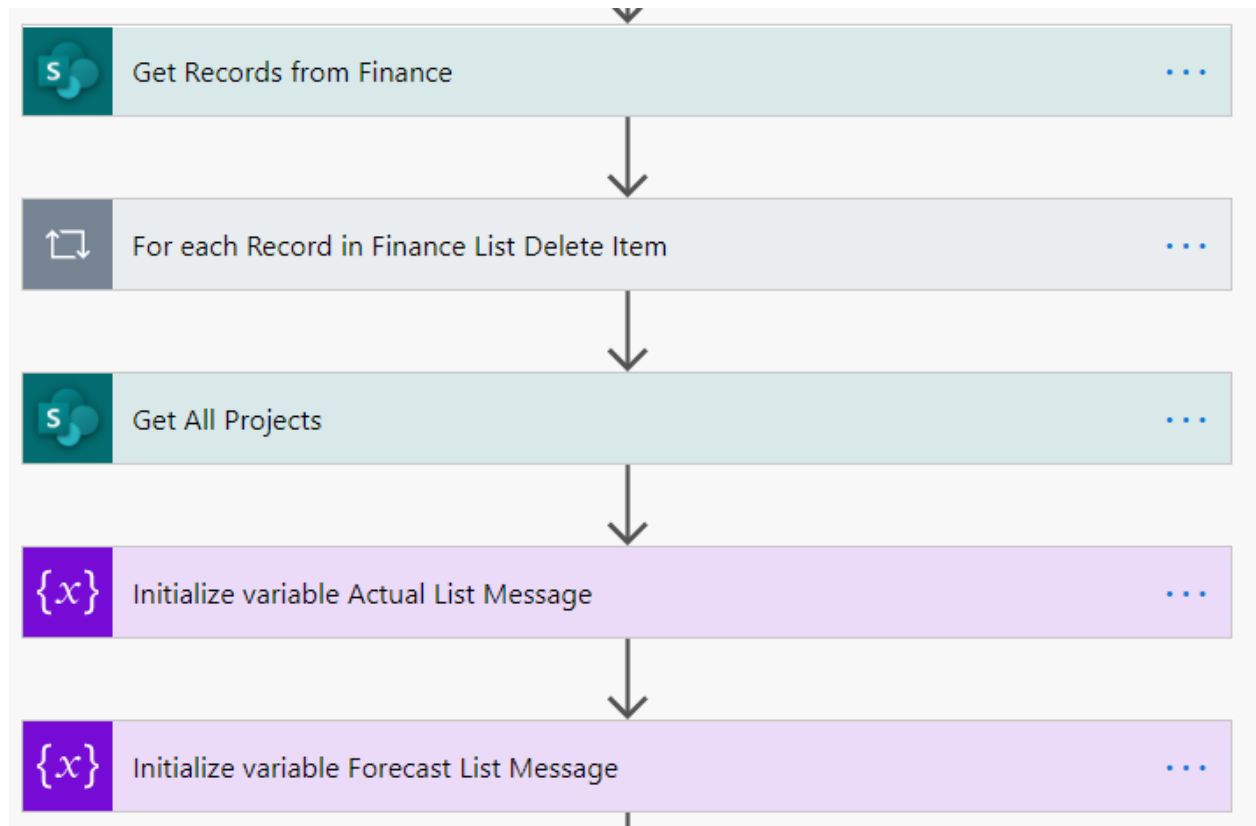 S
Get Records from Finance
...
For each Record in Finance List Delete Item
...
S
Get All Projects
...
{x}
Initialize variable Actual List Message
...
{x}
Initialize variable Forecast List Message
...